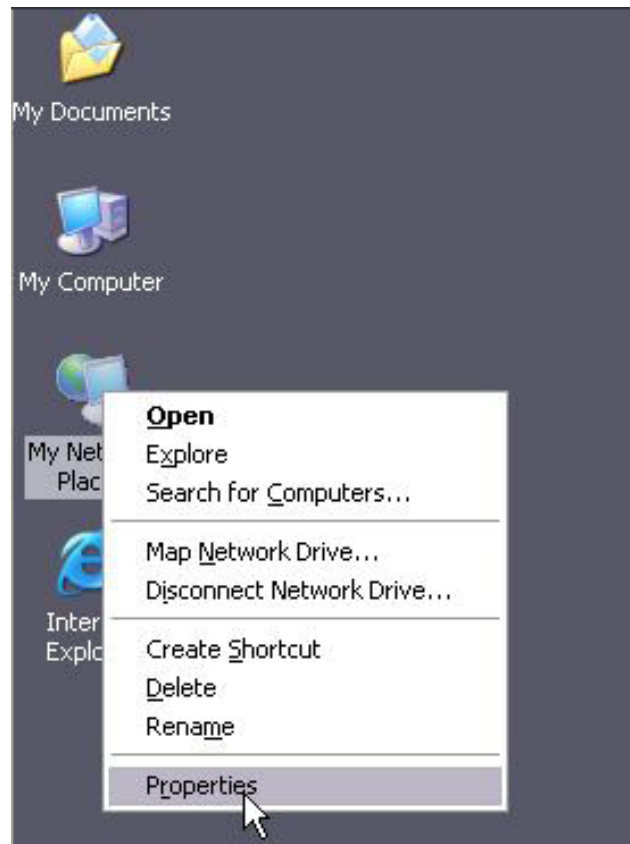 My Documents
My Computer
My Net
Plac
Open
Explore
Search for Computers...
Map Network Drive...
Disconnect Network Drive...
Inter
Explo
Create Shortcut
Delete
Rename
Properties